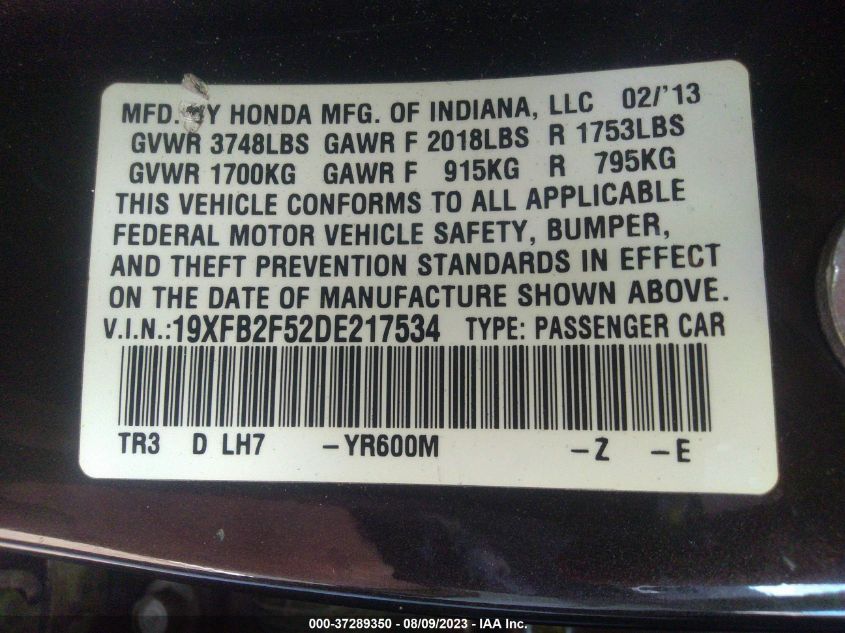 MFD. BY HONDA MFG. OF INDIANA, LLC 02/'13
GVWR 3748LBS GAWR F 2018LBS R 1753LBS
GVWR 1700KG GAWR F 915KG R 795KG
THIS VEHICLE CONFORMS TO ALL APPLICABLE
FEDERAL MOTOR VEHICLE SAFETY, BUMPER,
AND THEFT PREVENTION STANDARDS IN EFFECT
ON THE DATE OF MANUFACTURE SHOWN ABOVE.
V.I.N.:19XFB2F52DE217534 TYPE: PASSENGER CAR
TR3 D LH7 -YR600M -Z -E
000-37289350 - 08/09/2023 - IAA Inc.